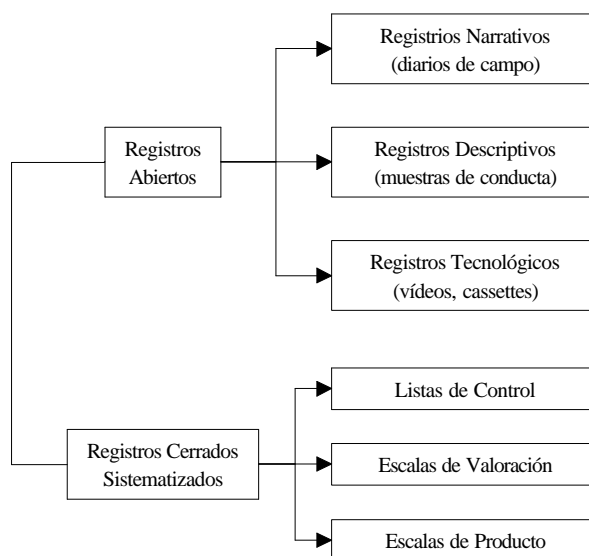 Registrios Narrativos
(diarios de campo)
Registros
Abiertos
Registros Descriptivos
(muestras de conducta)
Registros Tecnológicos
(vídeos, cassettes)
Listas de Control
Registros Cerrados
Sistematizados
Escalas de Valoración
Escalas de Producto